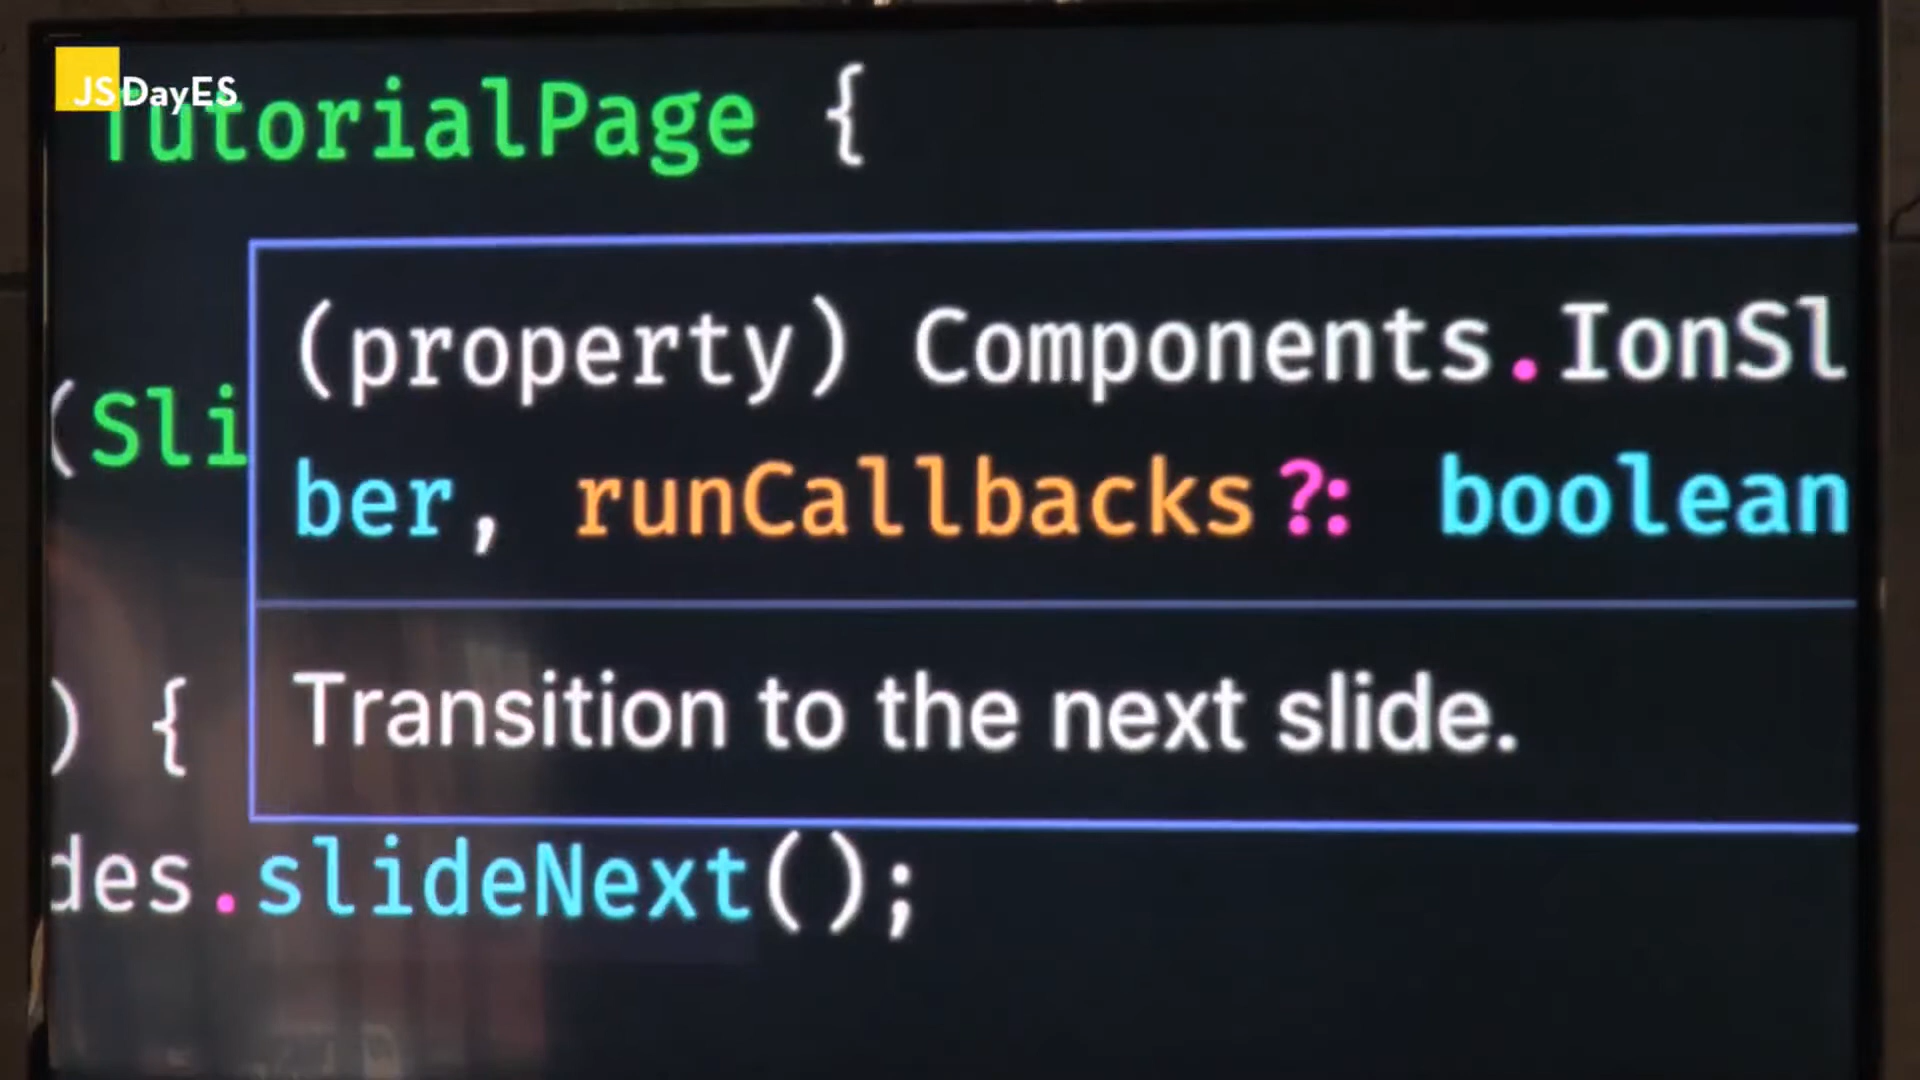 JSDayES
TutorialPage {
(property) Components.IonSl
(Sli
ber, runCallbacks?: boolean
) {
Transition to the next slide.
des.slideNext();